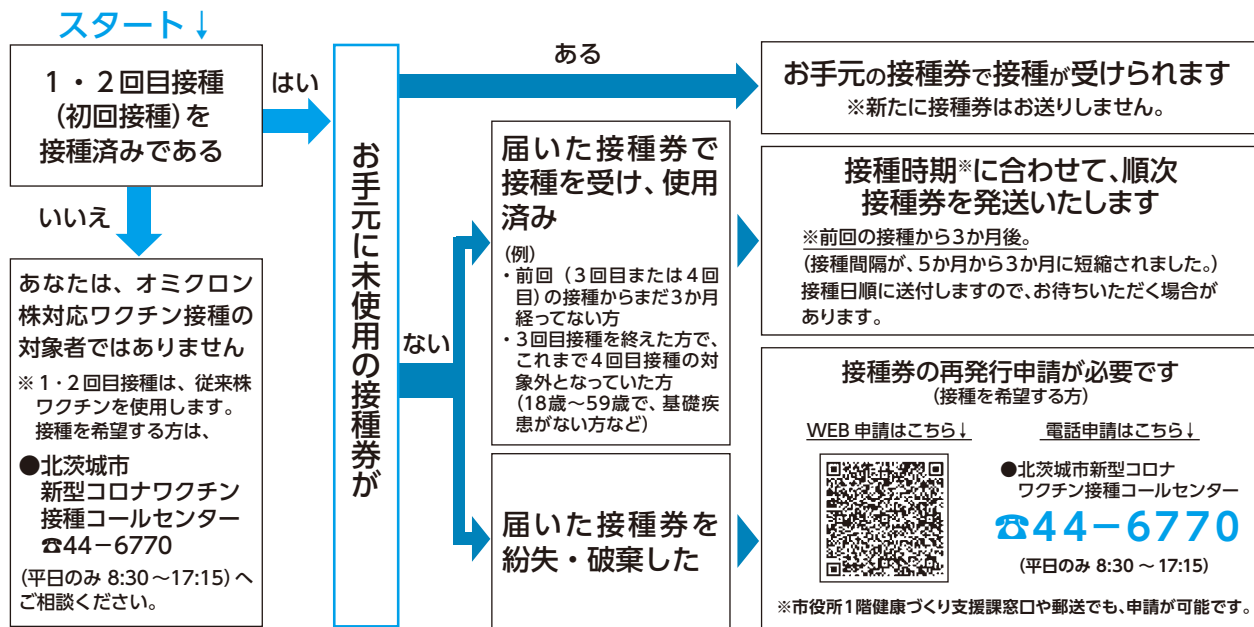 スタート↓
1・2回目接種
(初回接種)を
接種済みである
はい
いいえ
あなたは、オミクロン
株対応ワクチン接種の
対象者ではありません
※1・2回目接種は、従来株
ワクチンを使用します。
接種を希望する方は、
●北茨城市
新型コロナワクチン
接種コールセンター
☎44-6770
(平日のみ 8:30~17:15)へ
ご相談ください。
お手元に未使用の接種券が
ある
ない
お手元の接種券で接種が受けられます
※新たに接種券はお送りしません。
届いた接種券で
接種を受け、使用
済み
(例)
・前回(3回目または4回
目)の接種からまだ3か月
経ってない方
・3回目接種を終えた方で、
これまで4回目接種の対
象外となっていた方
(18歳~59歳で、基礎疾
患がない方など)
接種時期※に合わせて、順次
接種券を発送いたします
※前回の接種から3か月後。
(接種間隔が、5か月から3か月に短縮されました。)
接種日順に送付しますので、お待ちいただく場合が
あります。
届いた接種券を
紛失・破棄した
接種券の再発行申請が必要です
(接種を希望する方)
WEB 申請はこちら↓
電話申請はこちら↓
●北茨城市新型コロナ
ワクチン接種コールセンター
☎44-6770
(平日のみ 8:30 ~ 17:15)
※市役所1階健康づくり支援課窓口や郵送でも、申請が可能です。